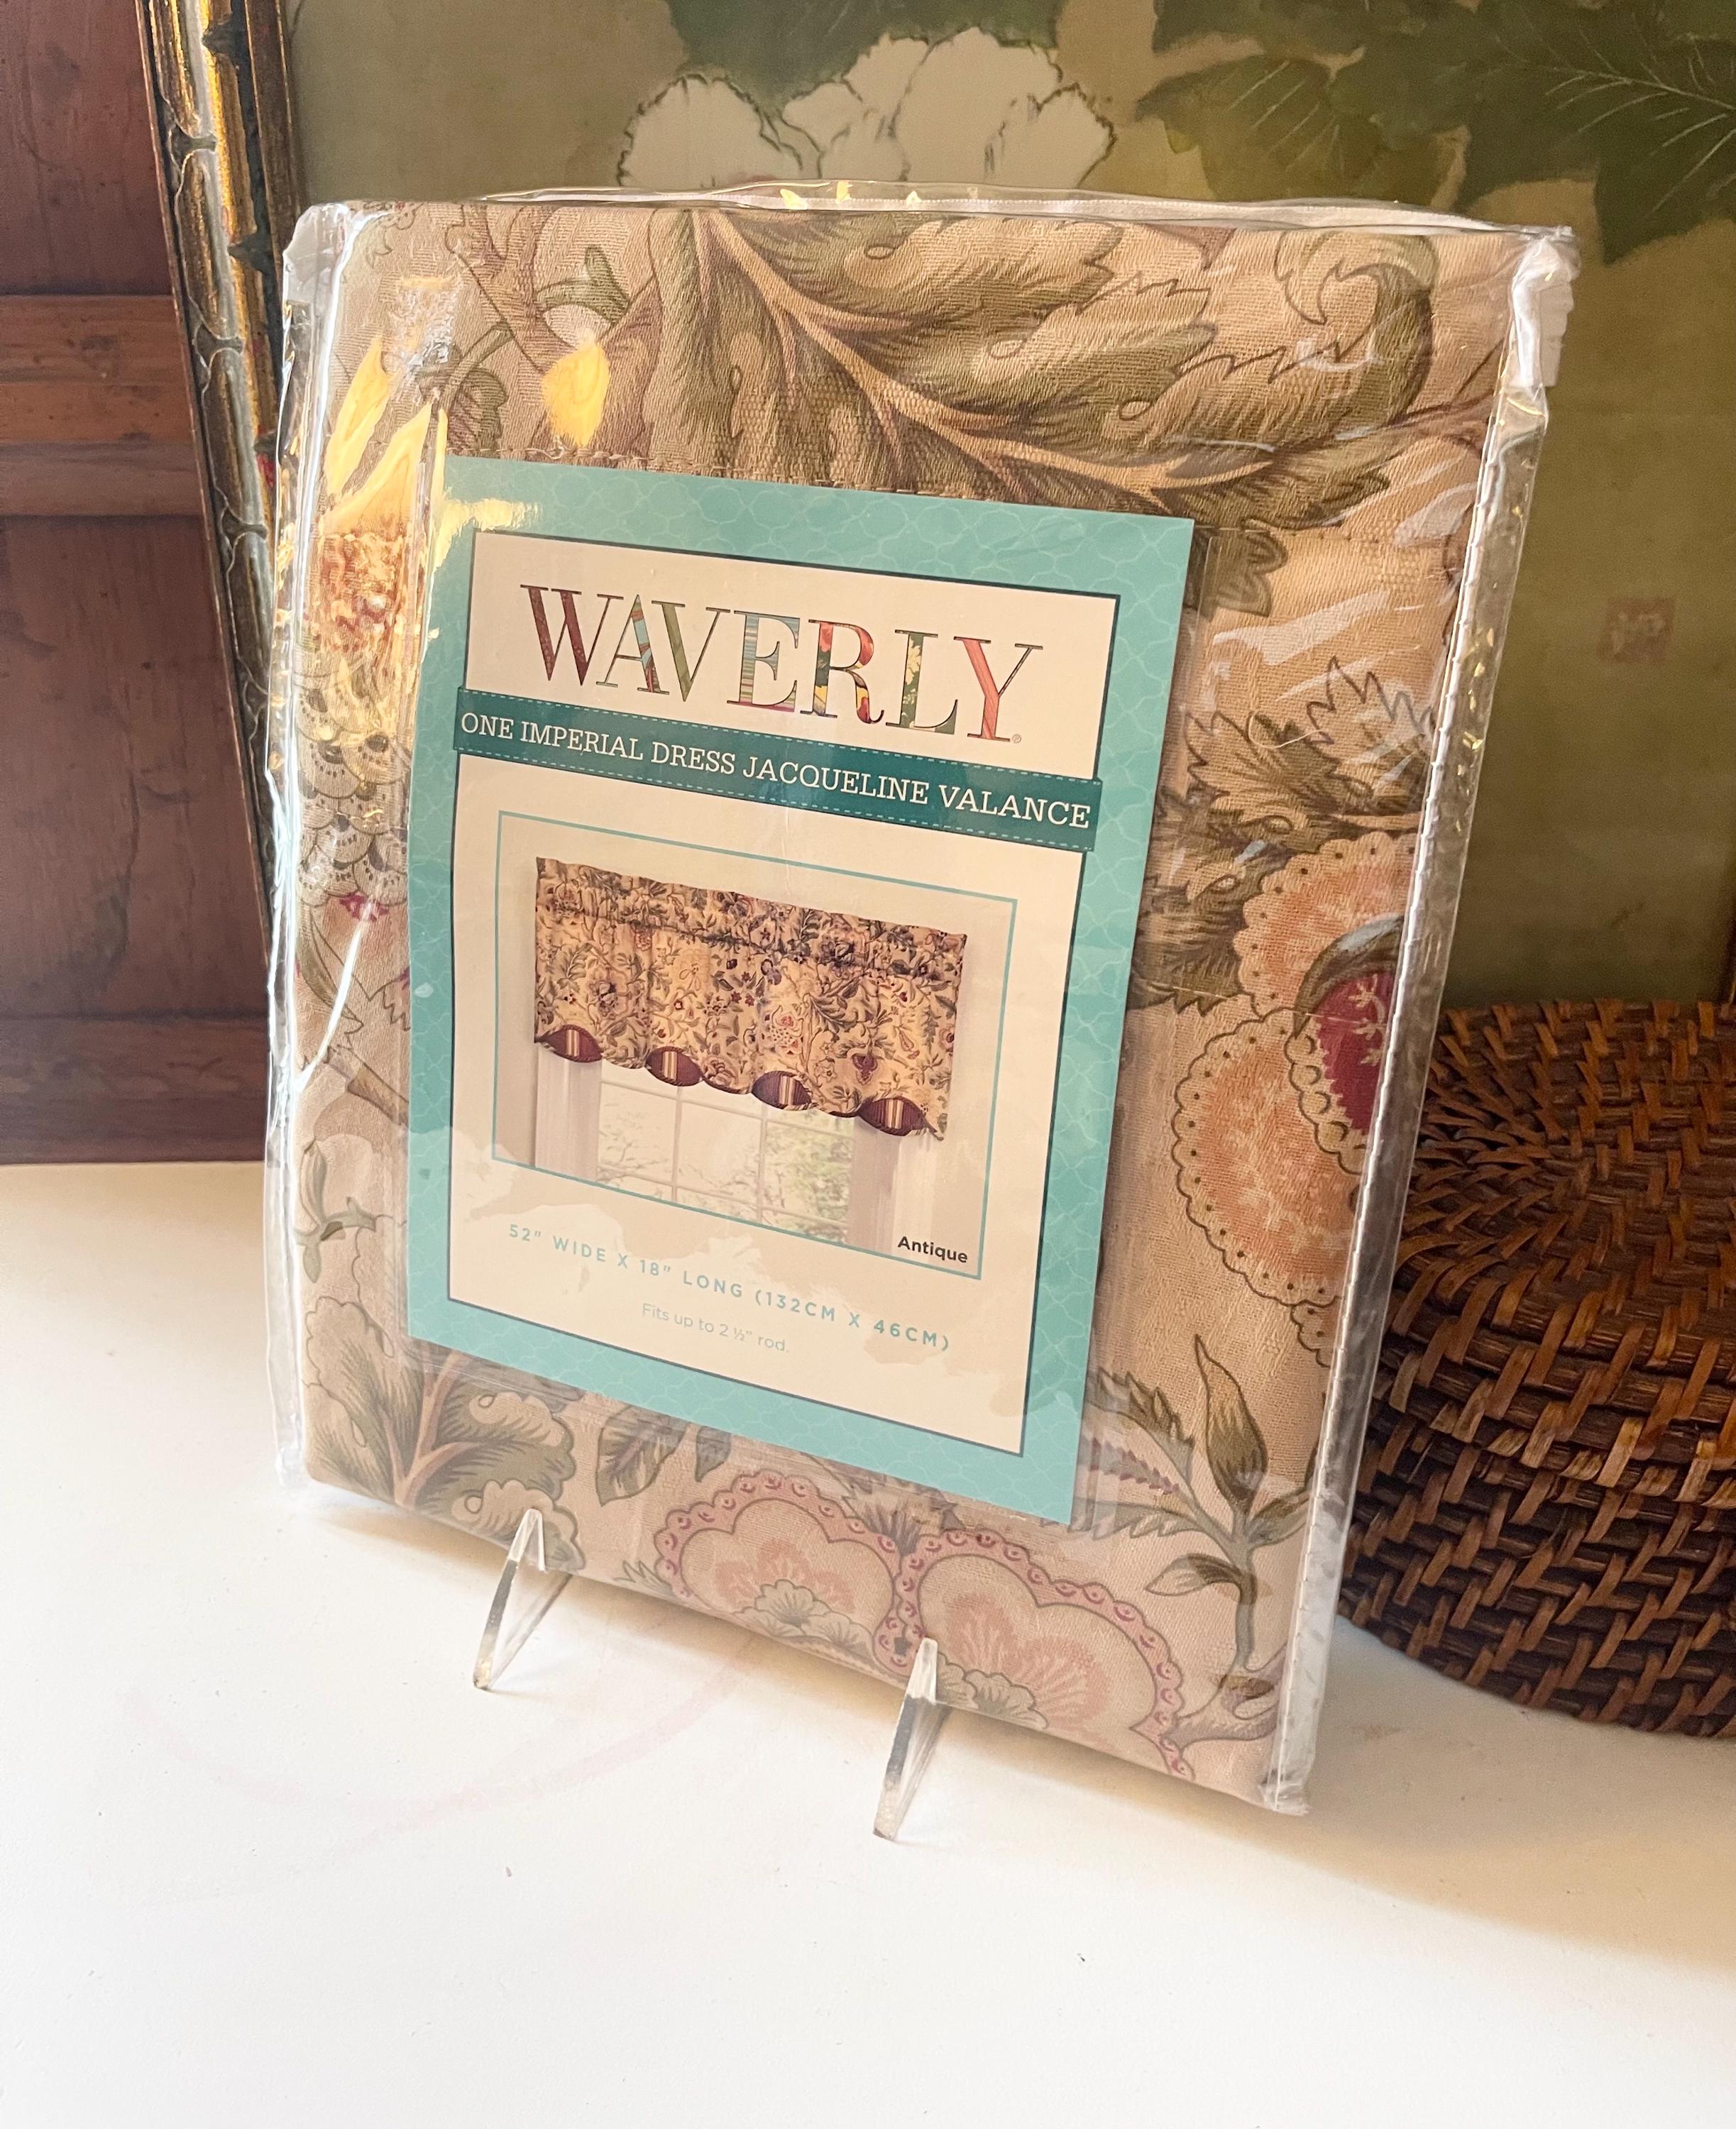 WAVERLY®
ONE IMPERIAL DRESS JACQUELINE VALANCE
Antique
52" WIDE X 18" LONG (132CM X 46CM)
Fits up to 2 ½" rod.